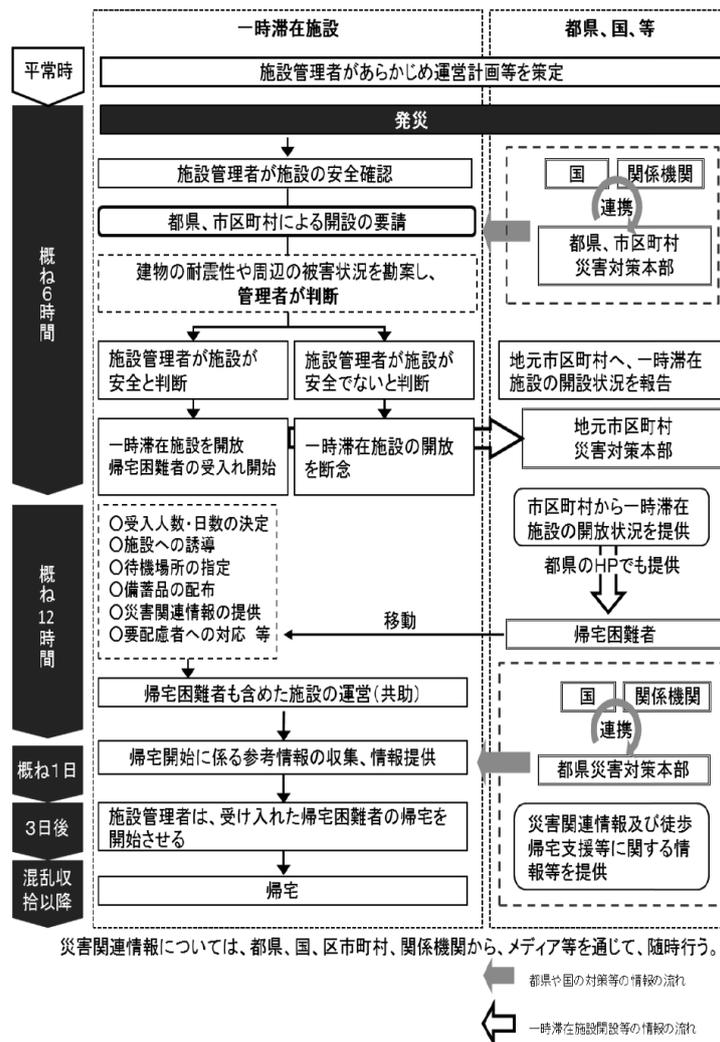 一時滞在施設
都県、国、等
平常時
施設管理者があらかじめ運営計画等を策定
発災
概ね6時間
施設管理者が施設の安全確認
国
関係機関
連携
都県、市区町村による開設の要請
都県、市区町村
災害対策本部
建物の耐震性や周辺の被害状況を勘案し、
管理者が判断
施設管理者が施設が
安全と判断
施設管理者が施設が
安全でないと判断
地元市区町村へ、一時滞在
施設の開設状況を報告
一時滞在施設を開放
帰宅困難者の受入れ開始
一時滞在施設の開放
を断念
地元市区町村
災害対策本部
概ね12時間
○受入人数・日数の決定
○施設への誘導
○待機場所の指定
○備蓄品の配布
○災害関連情報の提供
○要配慮者への対応 等
市区町村から一時滞在
施設の開放状況を提供
都県のHPでも提供
移動
帰宅困難者
帰宅困難者も含めた施設の運営(共助)
国
関係機関
連携
概ね1日
帰宅開始に係る参考情報の収集、情報提供
都県災害対策本部
3日後
施設管理者は、受け入れた帰宅困難者の帰宅を
開始させる
災害関連情報及び徒歩
帰宅支援等に関する情
報等を提供
混乱収
拾以降
帰宅
災害関連情報については、都県、国、区市町村、関係機関から、メディア等を通じて、随時行う。
都県や国の対策等の情報の流れ
一時滞在施設開設等の情報の流れ